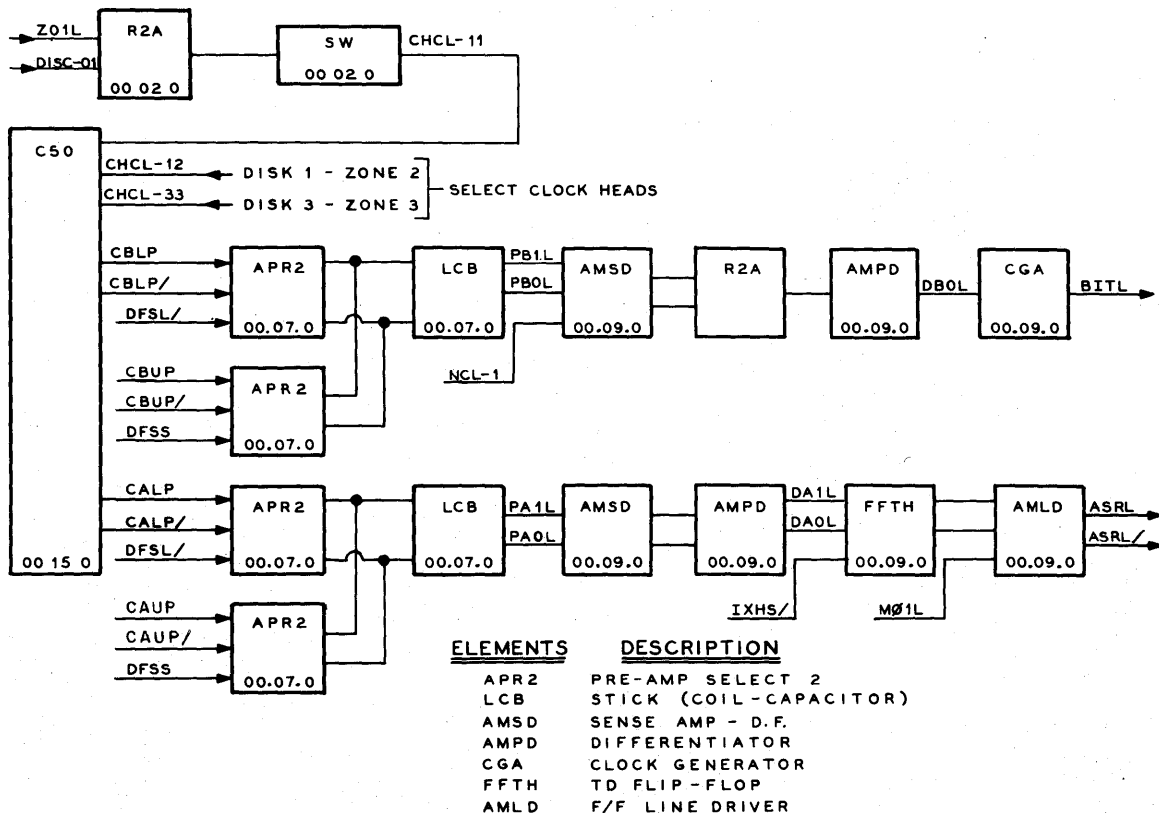 Z01L
R2A
DISC-01
00 02 0
SW
00 02 0
CHCL-11
C50
CHCL-12
DISK 1 - ZONE 2
CHCL-33
DISK 3 - ZONE 3
SELECT CLOCK HEADS
CBLP
CBLP/
DFSL/
APR2
00.07.0
LCB
00.07.0
PB1L
PB0L
NCL-1
AMSD
00.09.0
R2A
AMPD
00.09.0
DB0L
CGA
00.09.0
BITL
CBUP
CBUP/
DFSS
APR2
00.07.0
CALP
CALP/
DFSL/
APR2
00.07.0
LCB
00.07.0
PA1L
PA0L
AMSD
00.09.0
AMPD
00.09.0
DA1L
DA0L
IXHS/
FFTH
00.09.0
MØ1L
AMLD
00.09.0
ASRL
ASRL/
00 15 0
CAUP
CAUP/
DFSS
APR2
00.07.0
ELEMENTS DESCRIPTION
APR2 PRE-AMP SELECT 2
LCB STICK (COIL-CAPACITOR)
AMSD SENSE AMP - D.F.
AMPD DIFFERENTIATOR
CGA CLOCK GENERATOR
FFTH TD FLIP-FLOP
AMLD F/F LINE DRIVER